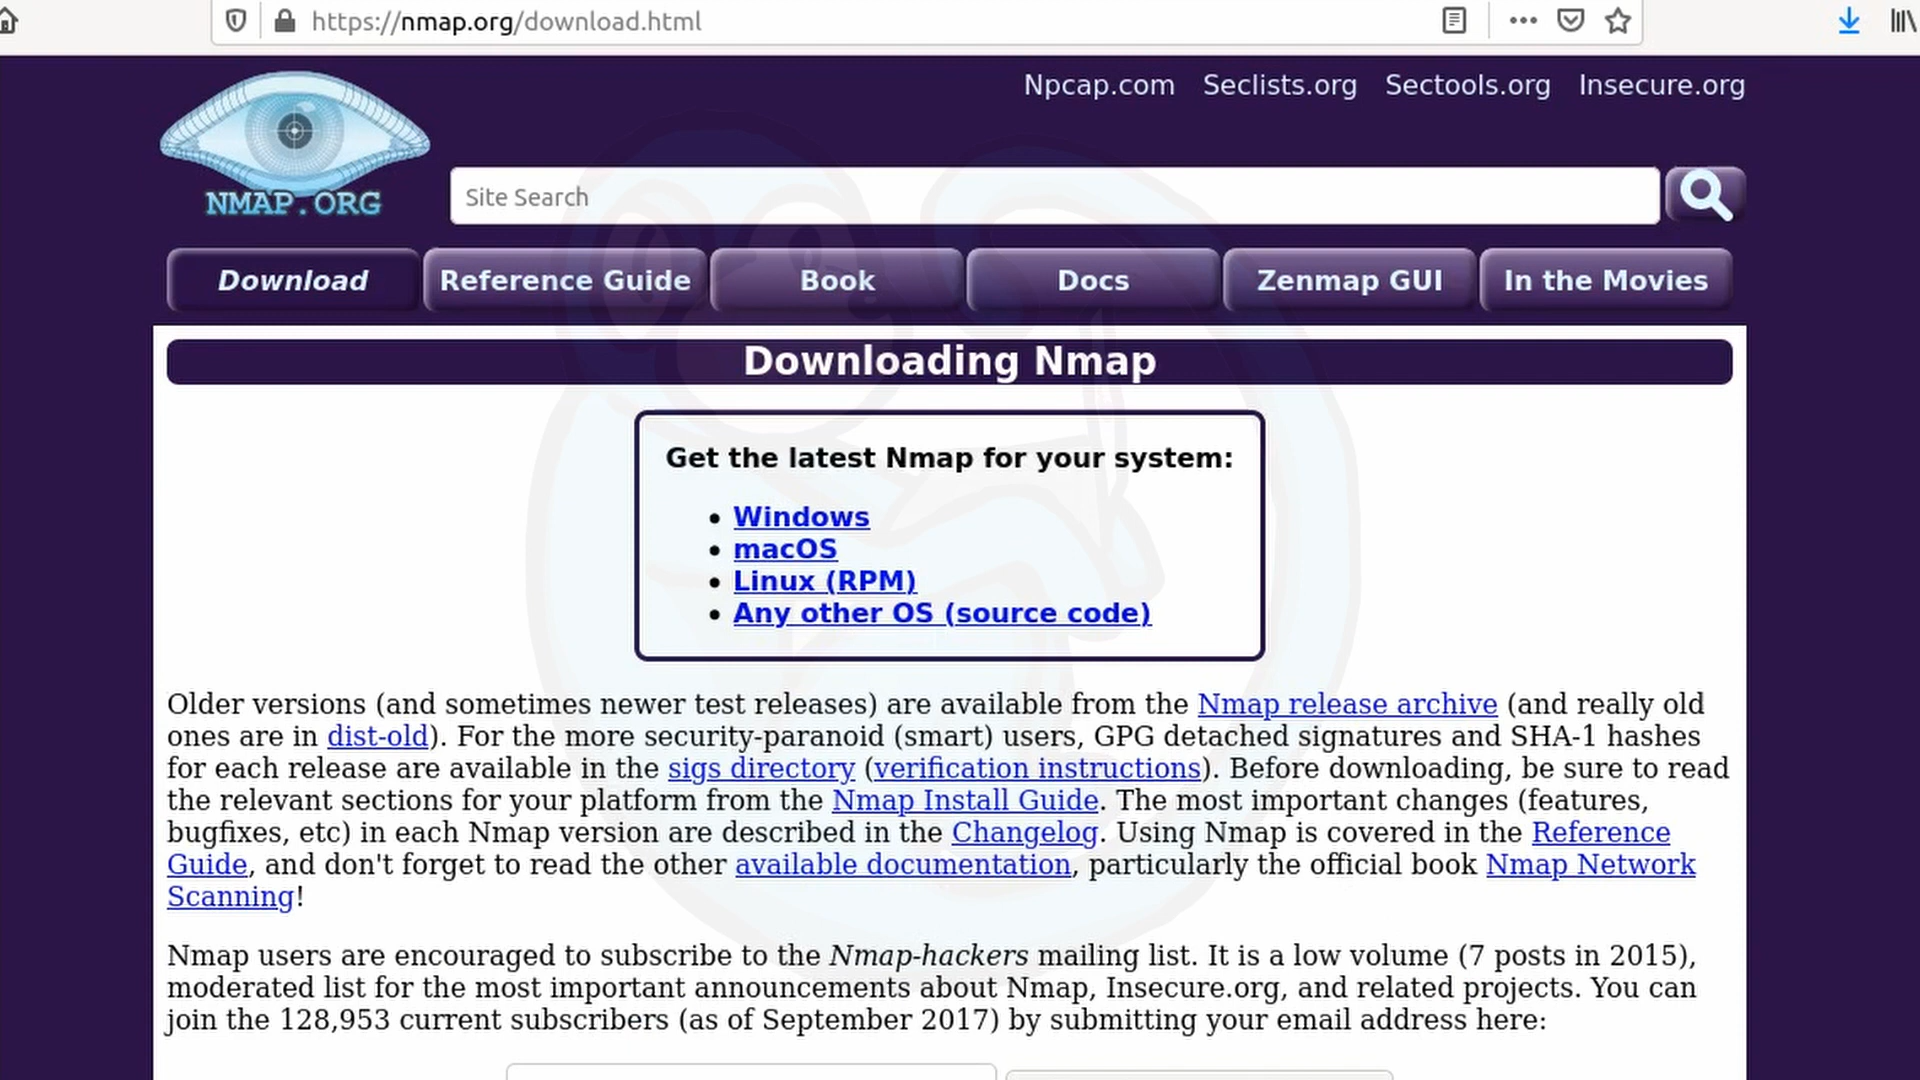 https://nmap.org/download.html
Npcap.com Seclists.org Sectools.org Insecure.org
NMAP.ORG
Site Search
Download Reference Guide Book Docs Zenmap GUI In the Movies
Downloading Nmap
Get the latest Nmap for your system:
• Windows
• macOS
• Linux (RPM)
• Any other OS (source code)
Older versions (and sometimes newer test releases) are available from the Nmap release archive (and really old
ones are in dist-old). For the more security-paranoid (smart) users, GPG detached signatures and SHA-1 hashes
for each release are available in the sigs directory (verification instructions). Before downloading, be sure to read
the relevant sections for your platform from the Nmap Install Guide. The most important changes (features,
bugfixes, etc) in each Nmap version are described in the Changelog. Using Nmap is covered in the Reference
Guide, and don't forget to read the other available documentation, particularly the official book Nmap Network
Scanning!
Nmap users are encouraged to subscribe to the Nmap-hackers mailing list. It is a low volume (7 posts in 2015),
moderated list for the most important announcements about Nmap, Insecure.org, and related projects. You can
join the 128,953 current subscribers (as of September 2017) by submitting your email address here: